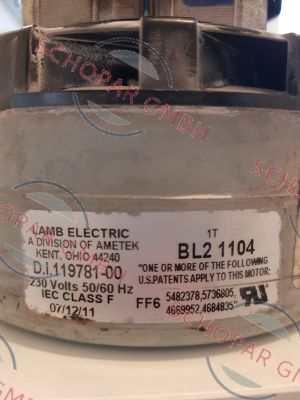 SCHOPAR GMBH
LAMB ELECTRIC
A DIVISION OF AMETEK
KENT, OHIO 44240
D.I.119781-00
230 Volts 50/60 Hz
IEC CLASS F
07/12/11
1T
BL2 1104
"ONE OR MORE OF THE FOLLOWING
U.S.PATENTS APPLY TO THIS MOTOR:
FF6
5482378,5736805,
4669952,4684835"